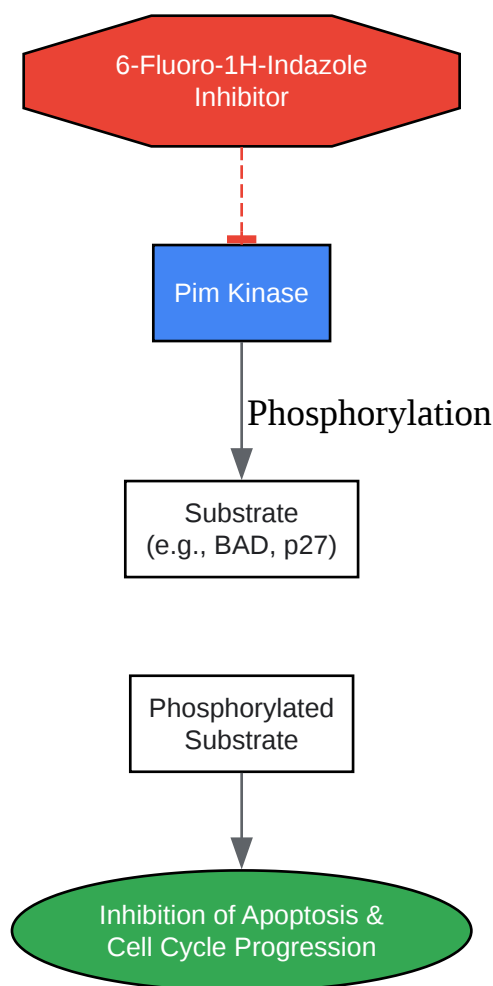 6-Fluoro-1H-Indazole
Inhibitor
Pim Kinase
Phosphorylation
Substrate
(e.g., BAD, p27)
Phosphorylated
Substrate
Inhibition of Apoptosis &
Cell Cycle Progression